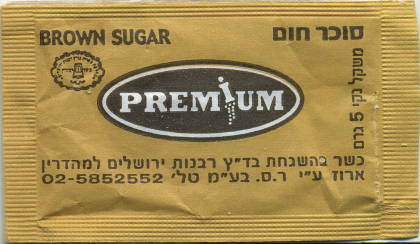 BROWN SUGAR
סוכר חום
PREMiUM
משקל נקי 5 גרם
כשר בהשגחת בד"ץ רבנות ירושלים למהדרין
ארוז ע"י ר.ס. בע"מ טל' 02-5852552